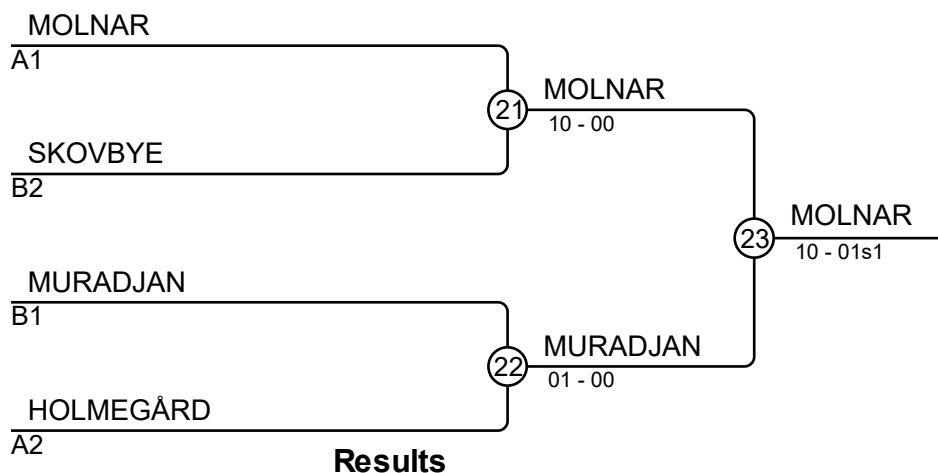 MOLNAR
A1
21
MOLNAR
10 - 00
SKOVBYE
B2
23
MOLNAR
10 - 01s1
MURADJAN
B1
22
MURADJAN
01 - 00
HOLMEGÅRD
A2
Results